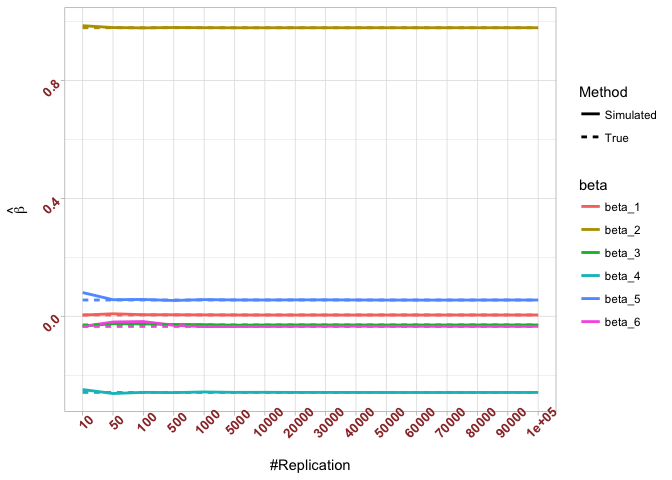 0.8
0.4
0.0
β̂
10
50
100
500
1000
5000
10000
20000
30000
40000
50000
60000
70000
80000
90000
1e+05
#Replication
Method
Simulated
True
beta
beta_1
beta_2
beta_3
beta_4
beta_5
beta_6